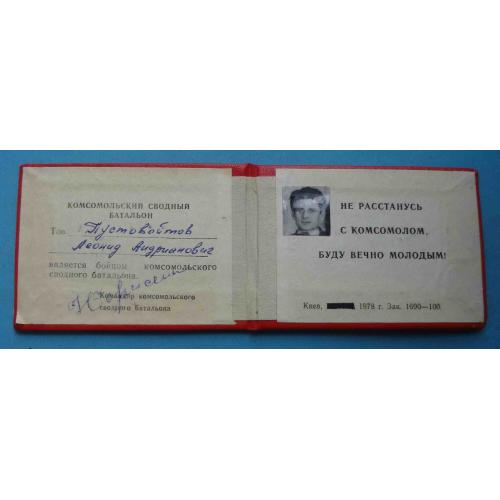 КОМСОМОЛЬСКИЙ СВОДНЫЙ
БАТАЛЬОН
Тов. Пустовойтов
Леонид Андрианович
является бойцом комсомольского
сводного батальона.
Командир комсомольского
сводного батальона
НЕ РАССТАНУСЬ
С КОМСОМОЛОМ,
БУДУ ВЕЧНО МОЛОДЫМ!
Киев, 1978 г. Зак. 1690—100